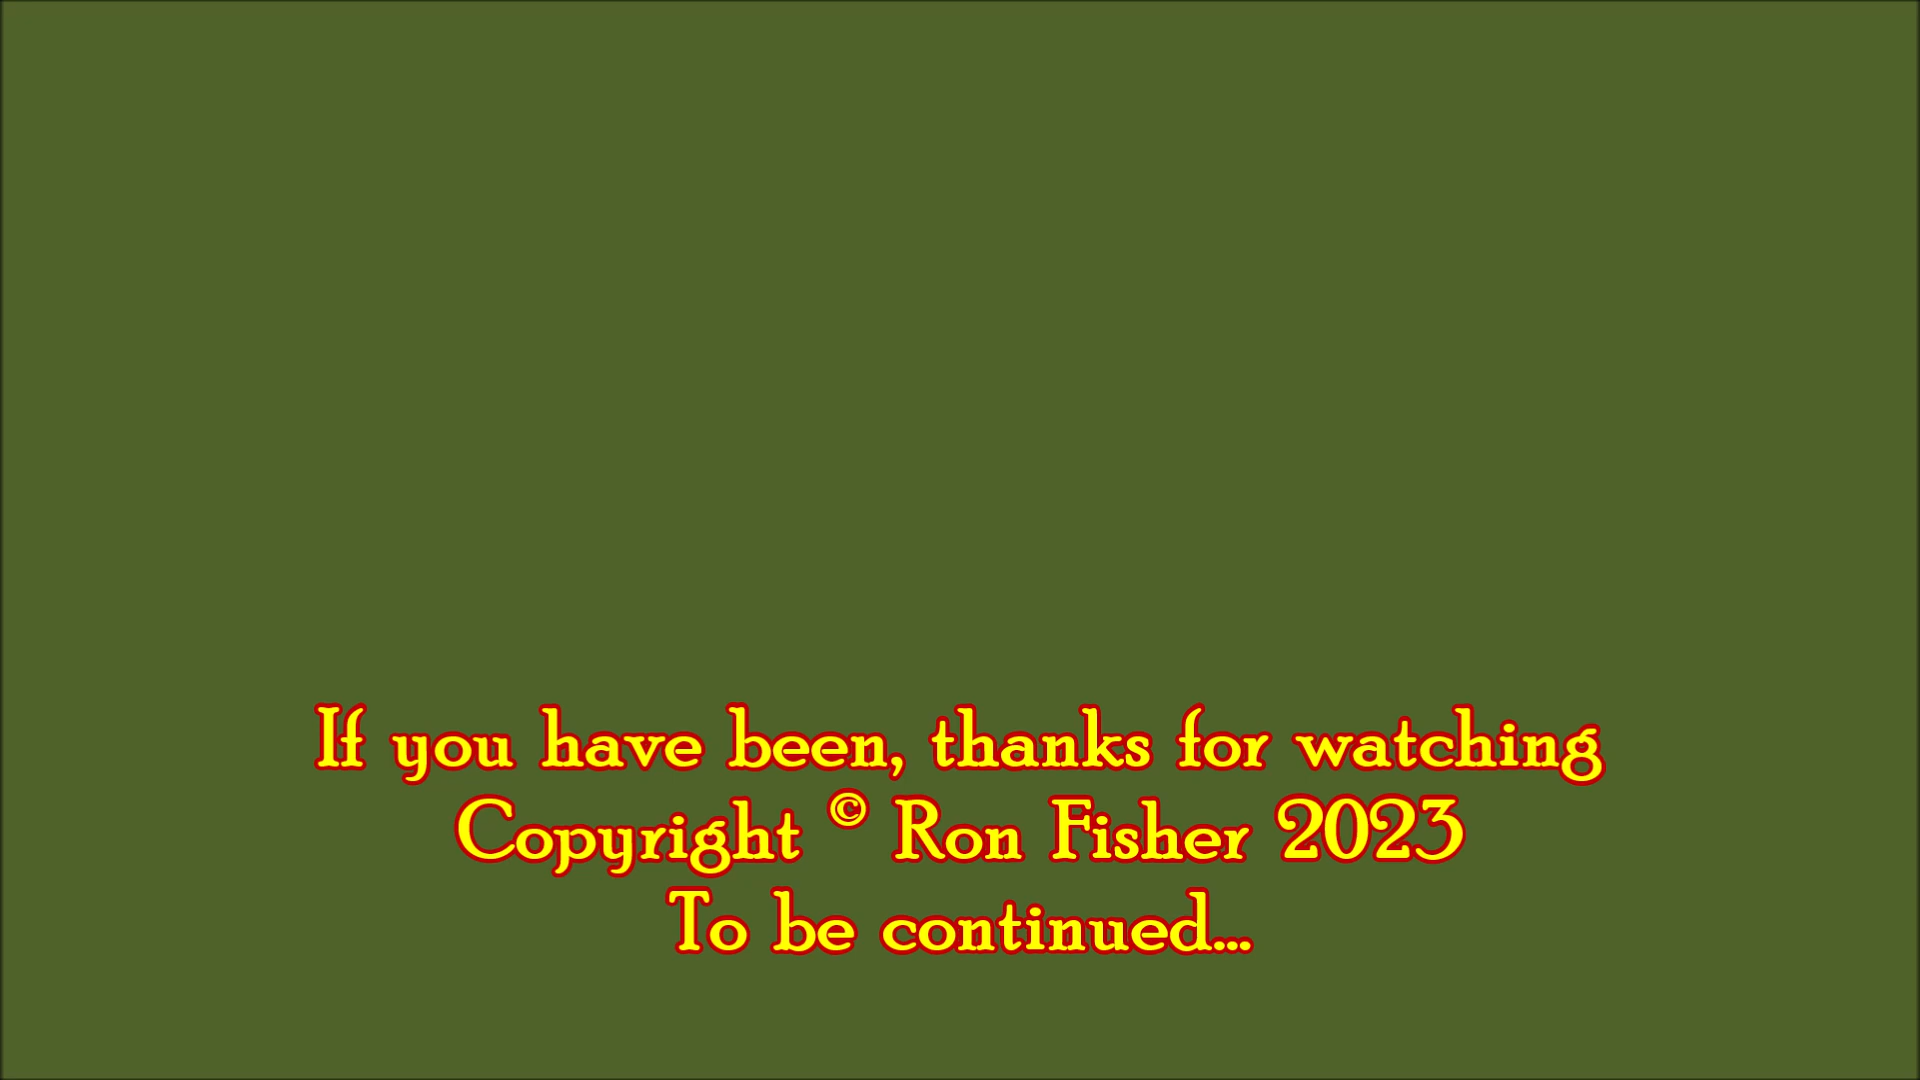 If you have been, thanks for watching
Copyright © Ron Fisher 2023
To be continued...